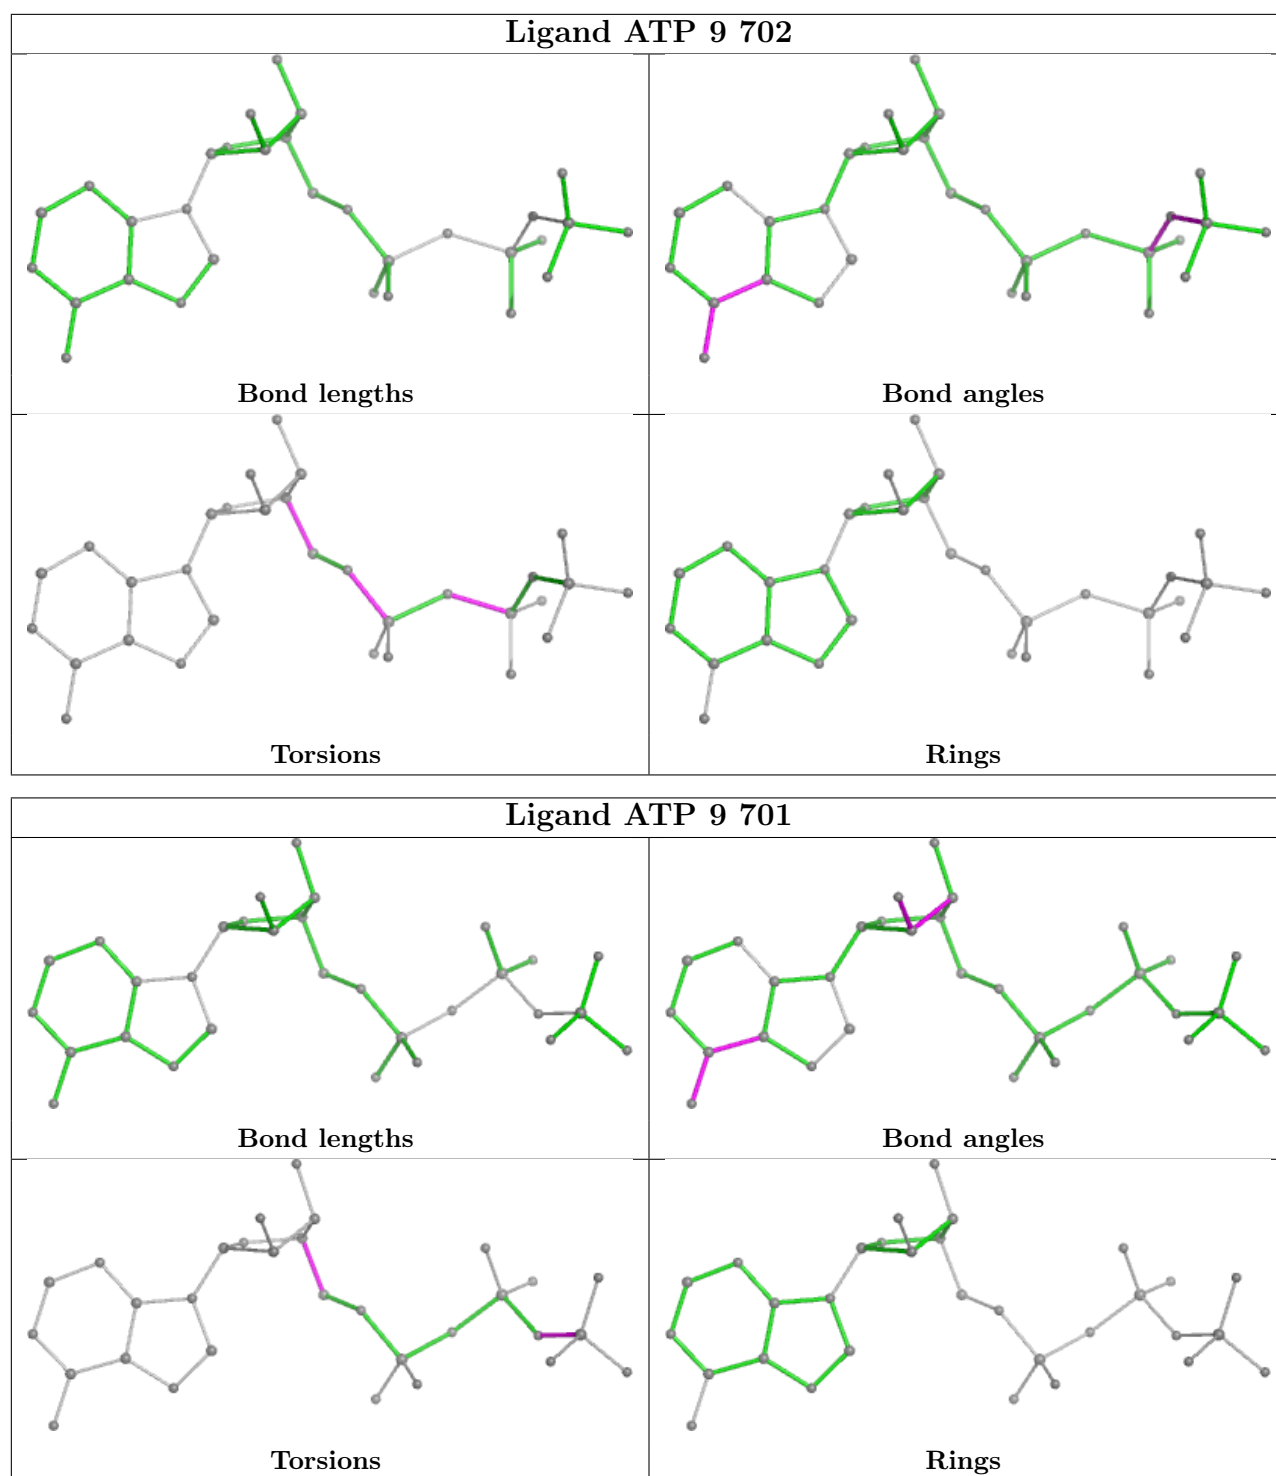 Ligand ATP 9 702
Bond lengths
Bond angles
Torsions
Rings
Ligand ATP 9 701
Bond lengths
Bond angles
Torsions
Rings